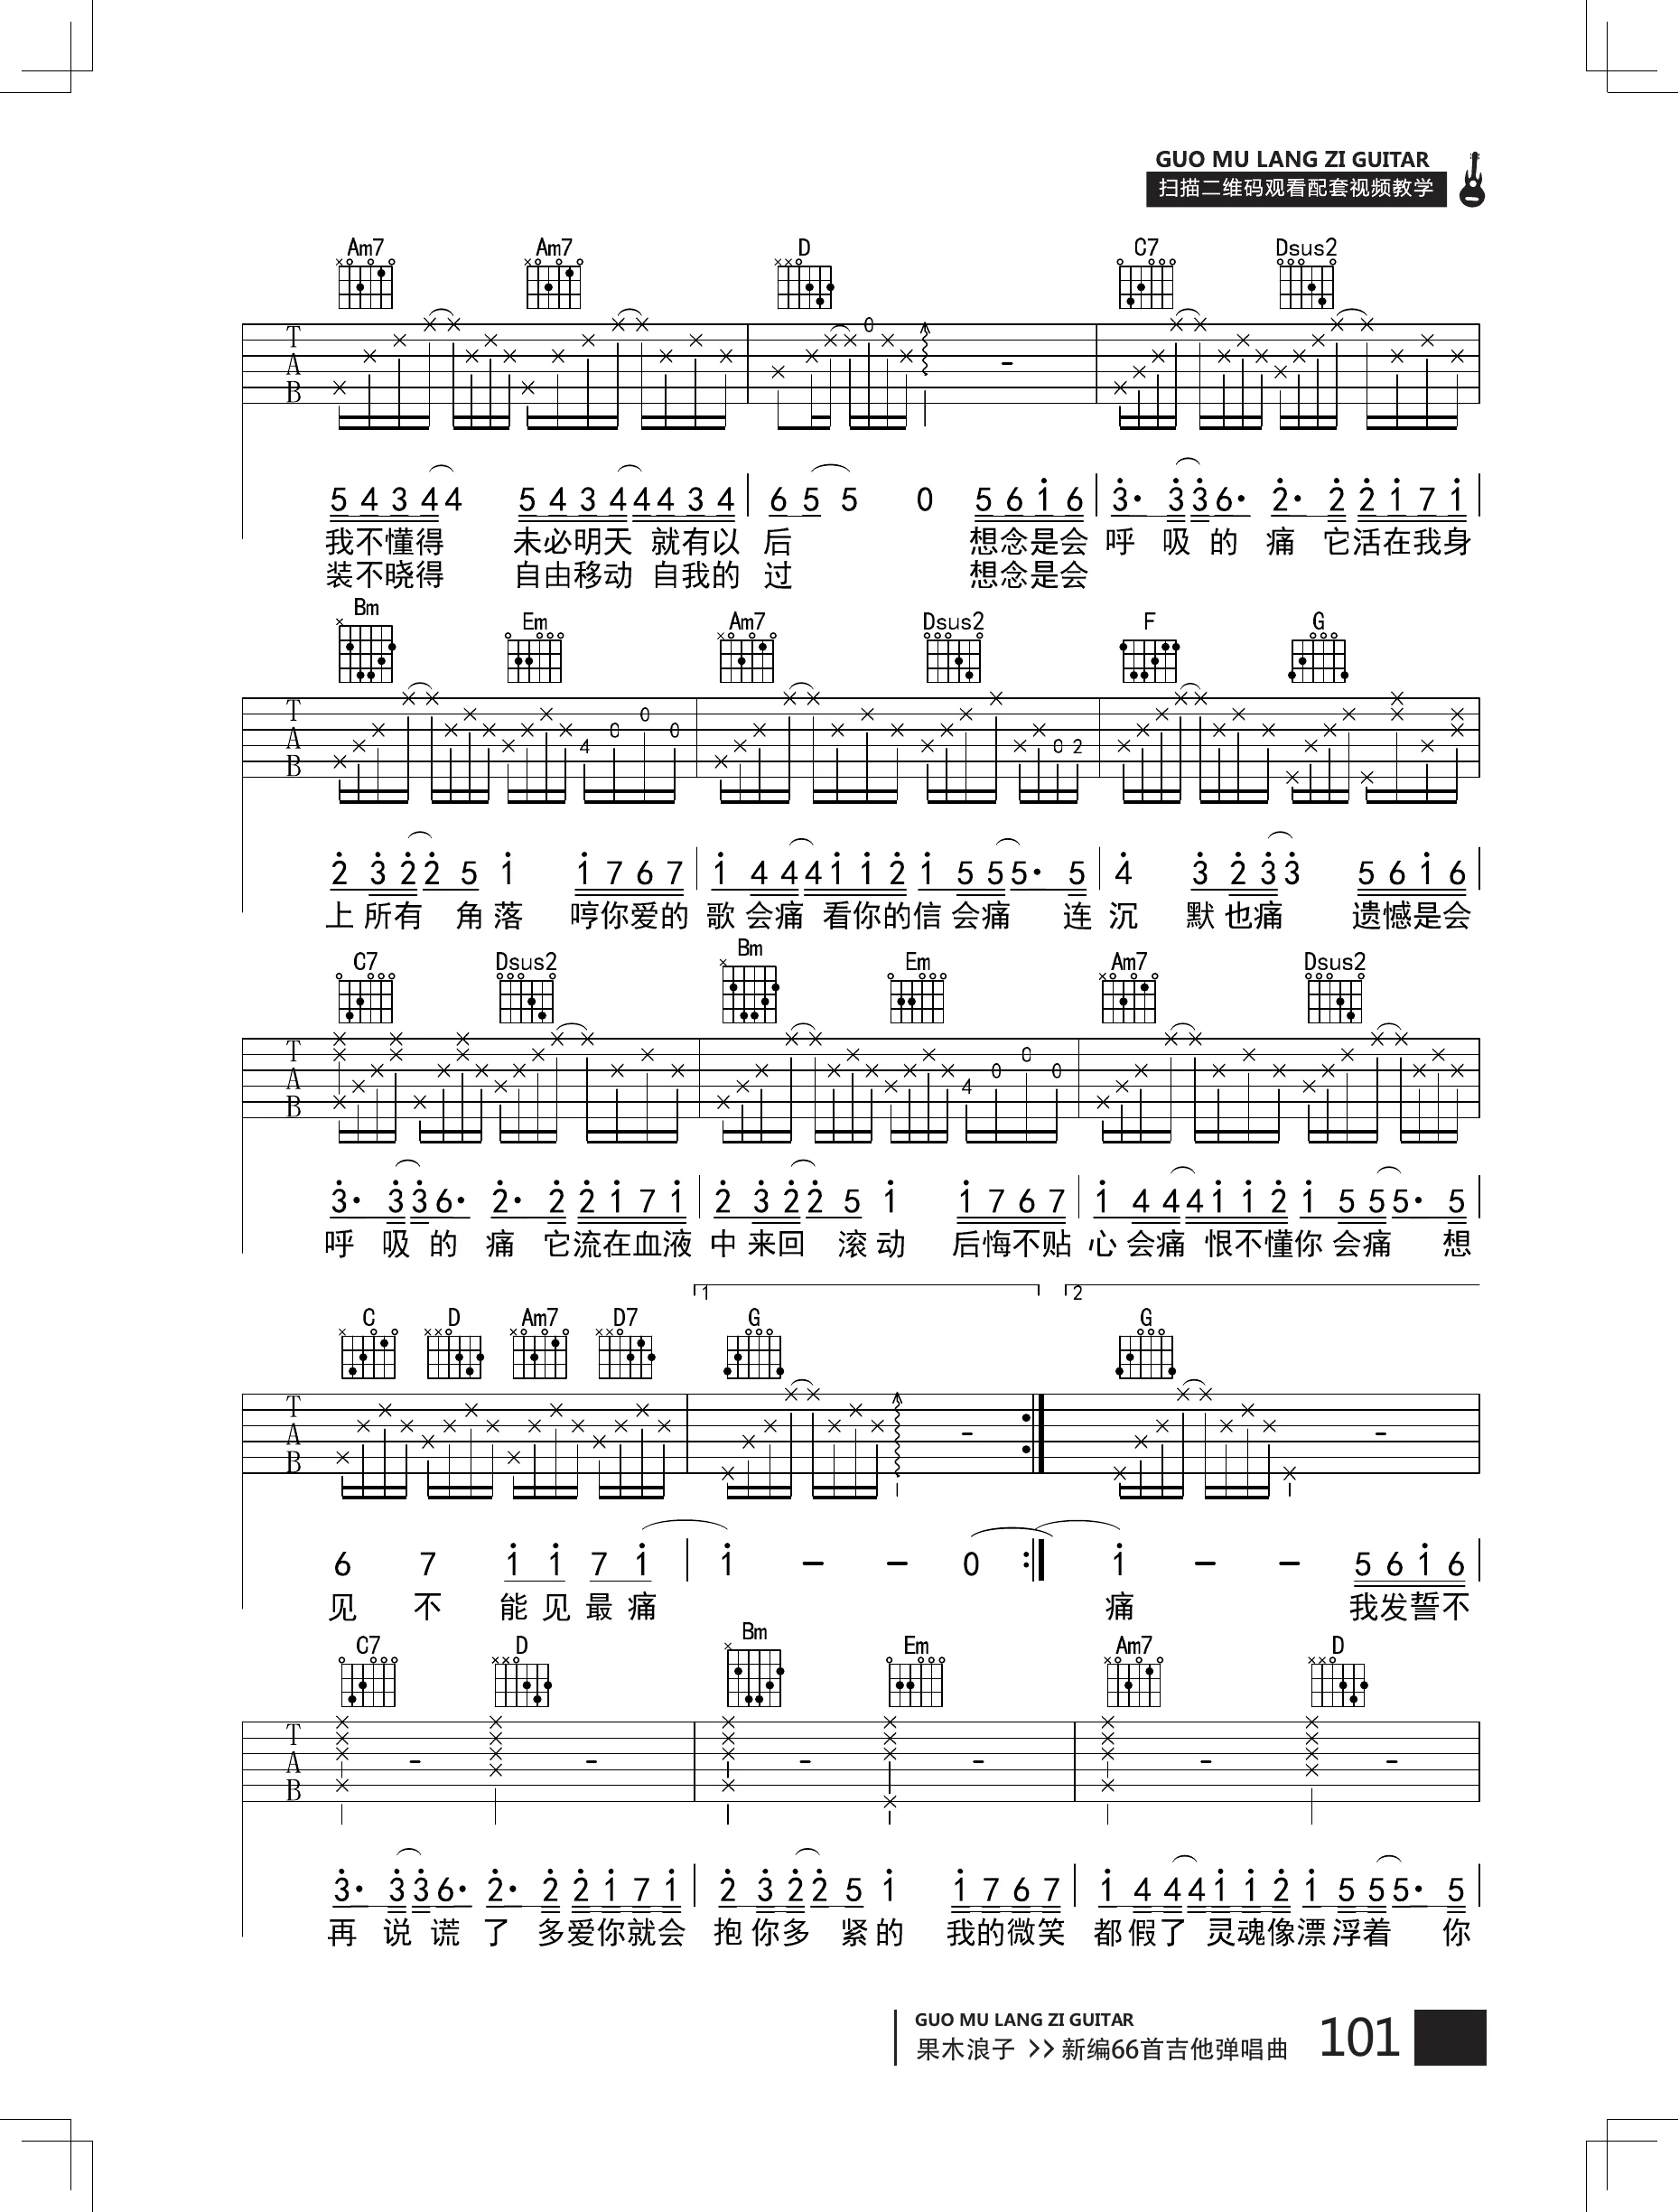 GUO MU LANG ZI GUITAR
扫描二维码观看配套视频教学
Am7 Am7 D C7 Dsus2
T
A
B
0
5 4 3 4 4 5 4 3 4 4 4 3 4 | 6 5 5 0 5 6 1 6 | 3· 3 3 6· 2· 2 2 1 7 1 |
我不懂得 未必明天 就有以 后 想念是会 呼 吸 的 痛 它活在我身
装不晓得 自由移动 自我的 过 想念是会
Bm Em Am7 Dsus2 F G
T
A
B
4 0 0 0 0 2
2 3 2 2 5 1 1 7 6 7 | 1 4 4 4 1 1 2 1 5 5 5· 5 | 4 3 2 3 3 5 6 1 6 |
上 所有 角 落 哼你爱的 歌 会痛 看你的信 会痛 连 沉 默 也痛 遗憾是会
C7 Dsus2 Bm Em Am7 Dsus2
T
A
B
4 0 0 0
3· 3 3 6· 2· 2 2 1 7 1 | 2 3 2 2 5 1 1 7 6 7 | 1 4 4 4 1 1 2 1 5 5 5· 5 |
呼 吸 的 痛 它流在血液 中 来回 滚 动 后悔不贴 心 会痛 恨不懂你 会痛 想
1 2
C D Am7 D7 G G
T
A
B
6 7 1 1 7 1 | 1 – – 0 :| 1 – – 5 6 1 6 |
见 不 能 见 最 痛 痛 我发誓不
C7 D Bm Em Am7 D
T
A
B
3· 3 3 6· 2· 2 2 1 7 1 | 2 3 2 2 5 1 1 7 6 7 | 1 4 4 4 1 1 2 1 5 5 5· 5
再 说 谎 了 多爱你就会 抱 你多 紧 的 我的微笑 都 假了 灵魂像漂 浮着 你
GUO MU LANG ZI GUITAR
果木浪子 >> 新编66首吉他弹唱曲 101